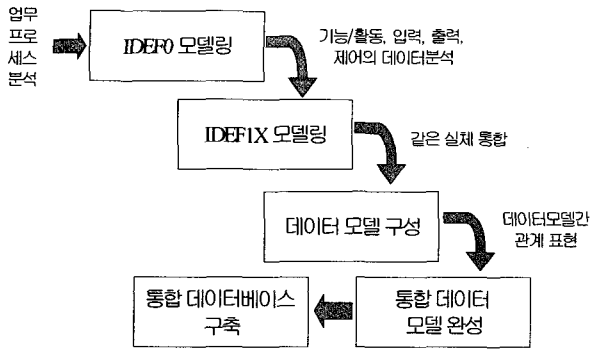 업무
프로
세스
분석
IDEF0 모델링
기능/활동, 입력, 출력,
제어의 데이터분석
IDEF1X 모델링
같은 실체 통합
데이터 모델 구성
데이터모델간
관계 표현
통합 데이터
모델 완성
통합 데이터베이스
구축